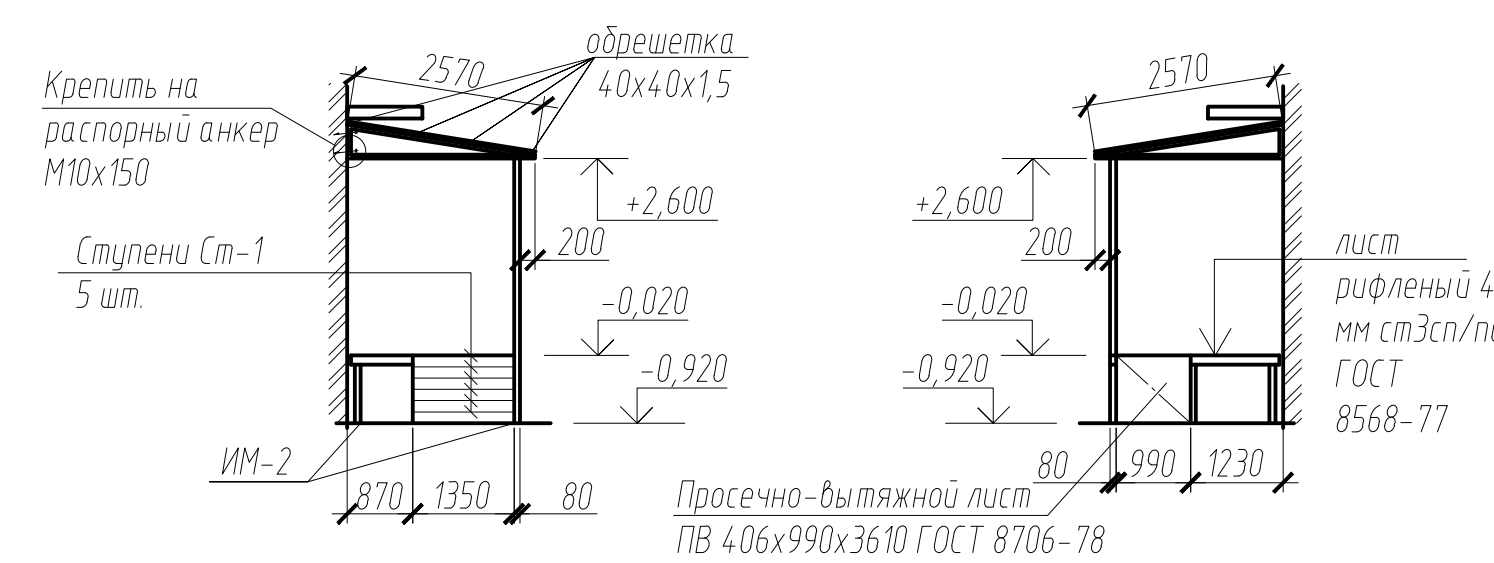 обрешетка
40х40х1,5
2570
Крепить на
распорный анкер
М10х150
+2,600
200
Ступени Ст-1
5 шт.
-0,020
-0,920
ИМ-2
870
1350
80
2570
+2,600
200
-0,020
-0,920
лист
рифленый 4
мм ст3сп/п
ГОСТ
8568-77
80
990
1230
Просечно-вытяжной лист
ПВ 406х990х3610 ГОСТ 8706-78